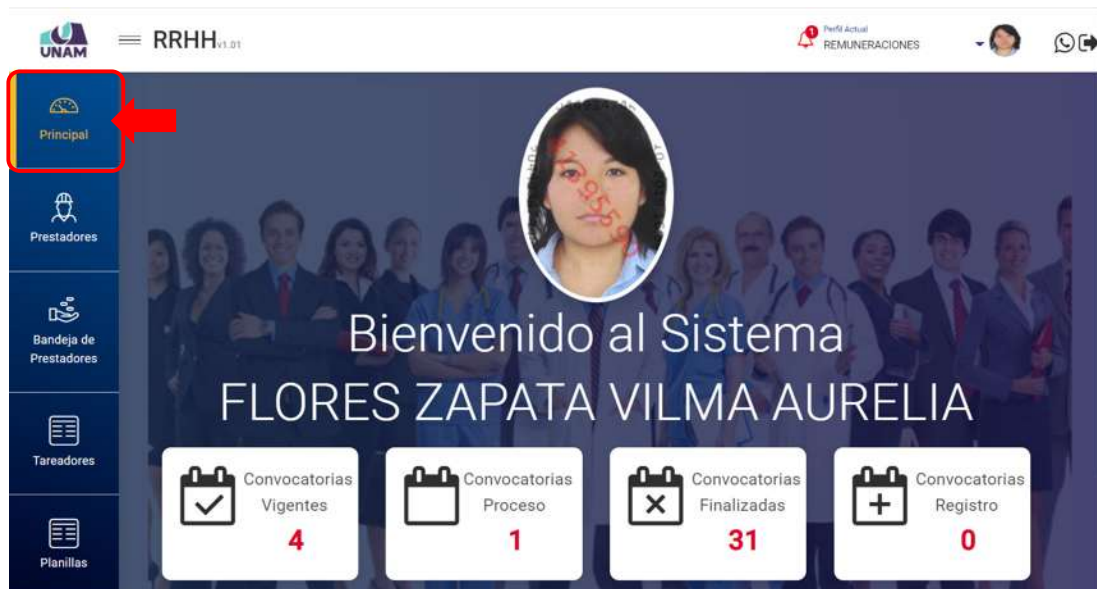 UNAM
RRHH v1.01
1
Perfil Actual
REMUNERACIONES
Principal
Prestadores
Bandeja de
Prestadores
Tareadores
Planillas
Bienvenido al Sistema
FLORES ZAPATA VILMA AURELIA
Convocatorias
Vigentes
4
Convocatorias
Proceso
1
Convocatorias
Finalizadas
31
Convocatorias
Registro
0